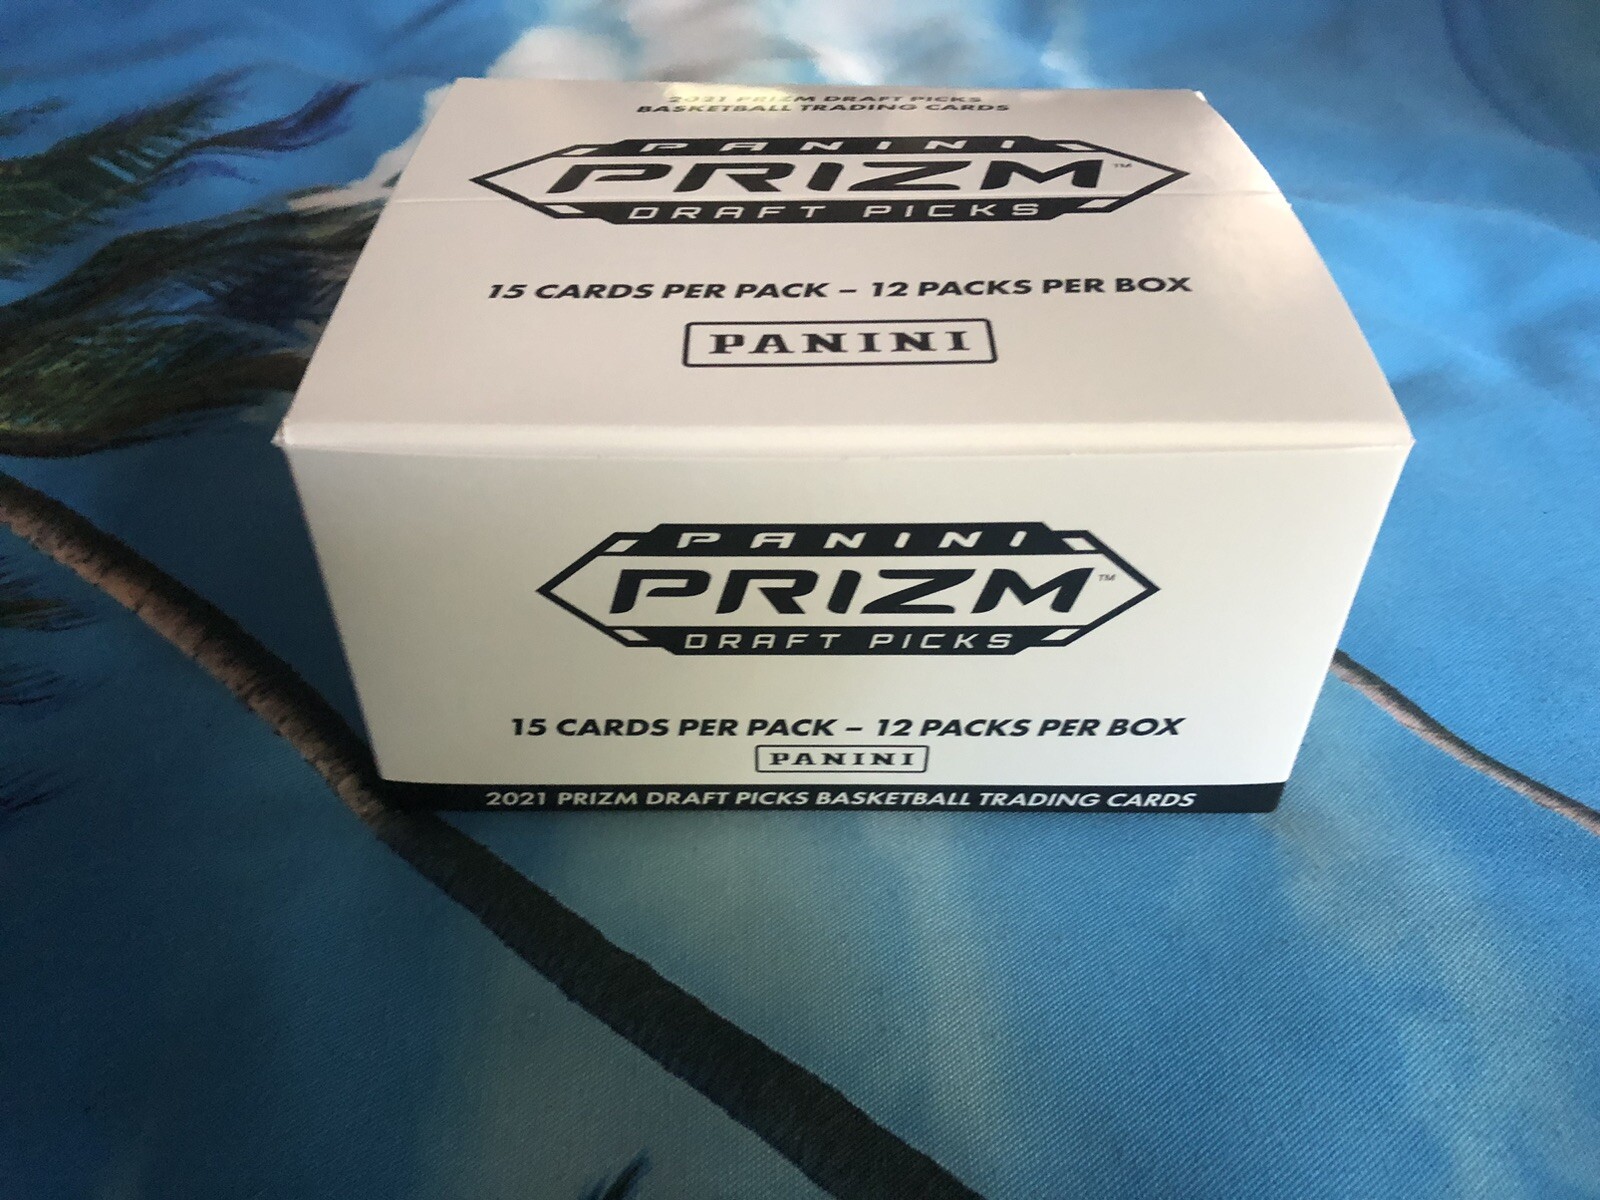 2021 PRIZM DRAFT PICKS
BASKETBALL TRADING CARDS
PANINI
PRIZM™
DRAFT PICKS
15 CARDS PER PACK – 12 PACKS PER BOX
PANINI
PANINI
PRIZM™
DRAFT PICKS
15 CARDS PER PACK – 12 PACKS PER BOX
PANINI
2021 PRIZM DRAFT PICKS BASKETBALL TRADING CARDS